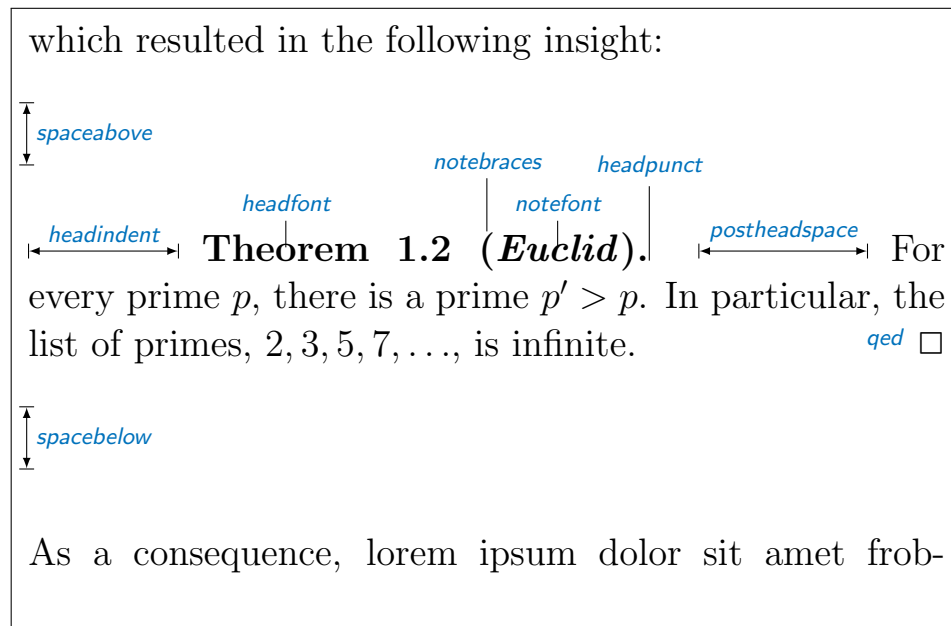 which resulted in the following insight:
spaceabove
notebraces headpunct
headfont notefont
headindent postheadspace
Theorem 1.2 (Euclid). For
every prime p, there is a prime p′ > p. In particular, the
list of primes, 2, 3, 5, 7, . . ., is infinite. qed □
spacebelow
As a consequence, lorem ipsum dolor sit amet frob-